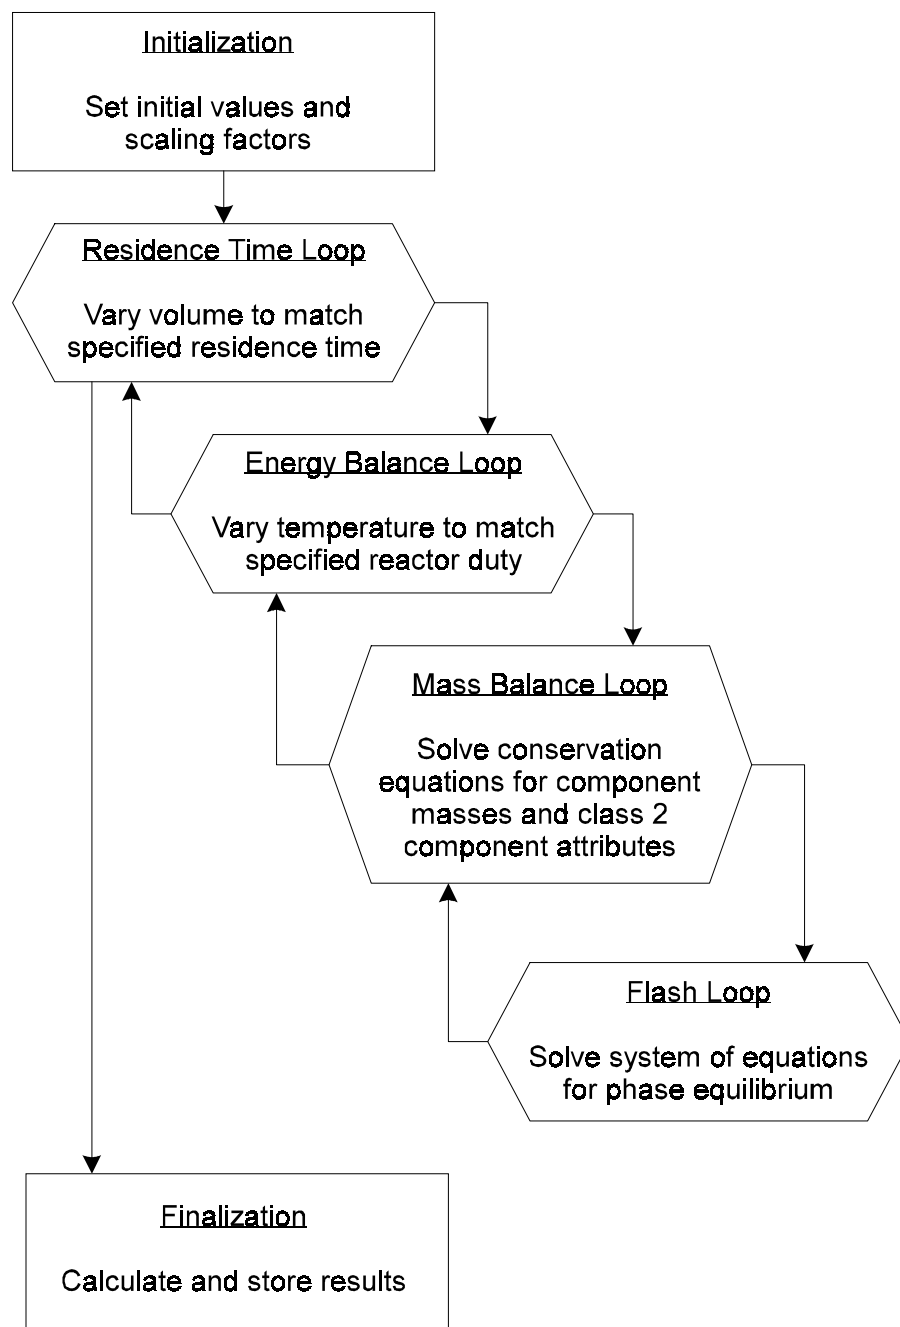 Initialization
Set initial values and
scaling factors
Residence Time Loop
Vary volume to match
specified residence time
Energy Balance Loop
Vary temperature to match
specified reactor duty
Mass Balance Loop
Solve conservation
equations for component
masses and class 2
component attributes
Flash Loop
Solve system of equations
for phase equilibrium
Finalization
Calculate and store results